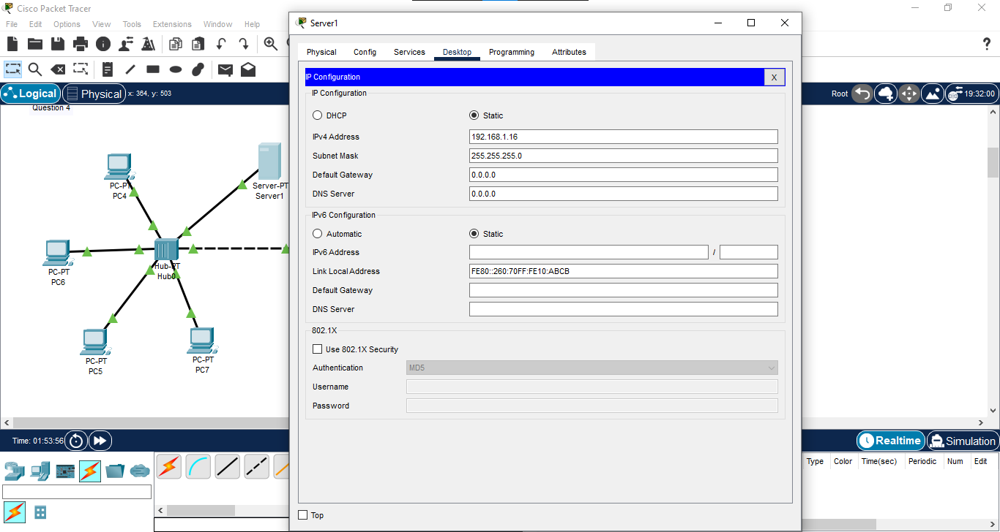 Cisco Packet Tracer
File Edit Options View Tools Extensions Window Help
?
Logical Physical x: 364, y: 503
Root 19:32:00
Question 4
PC-PT
PC4
Server-PT
Server1
PC-PT
PC6
Hub-PT
Hub0
PC-PT
PC5
PC-PT
PC7
Time: 01:53:56
Realtime Simulation
Type Color Time(sec) Periodic Num Edit
Server1
Physical Config Services Desktop Programming Attributes
IP Configuration X
IP Configuration
DHCP Static
IPv4 Address 192.168.1.16
Subnet Mask 255.255.255.0
Default Gateway 0.0.0.0
DNS Server 0.0.0.0
IPv6 Configuration
Automatic Static
IPv6 Address /
Link Local Address FE80::260:70FF:FE10:ABCB
Default Gateway
DNS Server
802.1X
Use 802.1X Security
Authentication MD5
Username
Password
Top